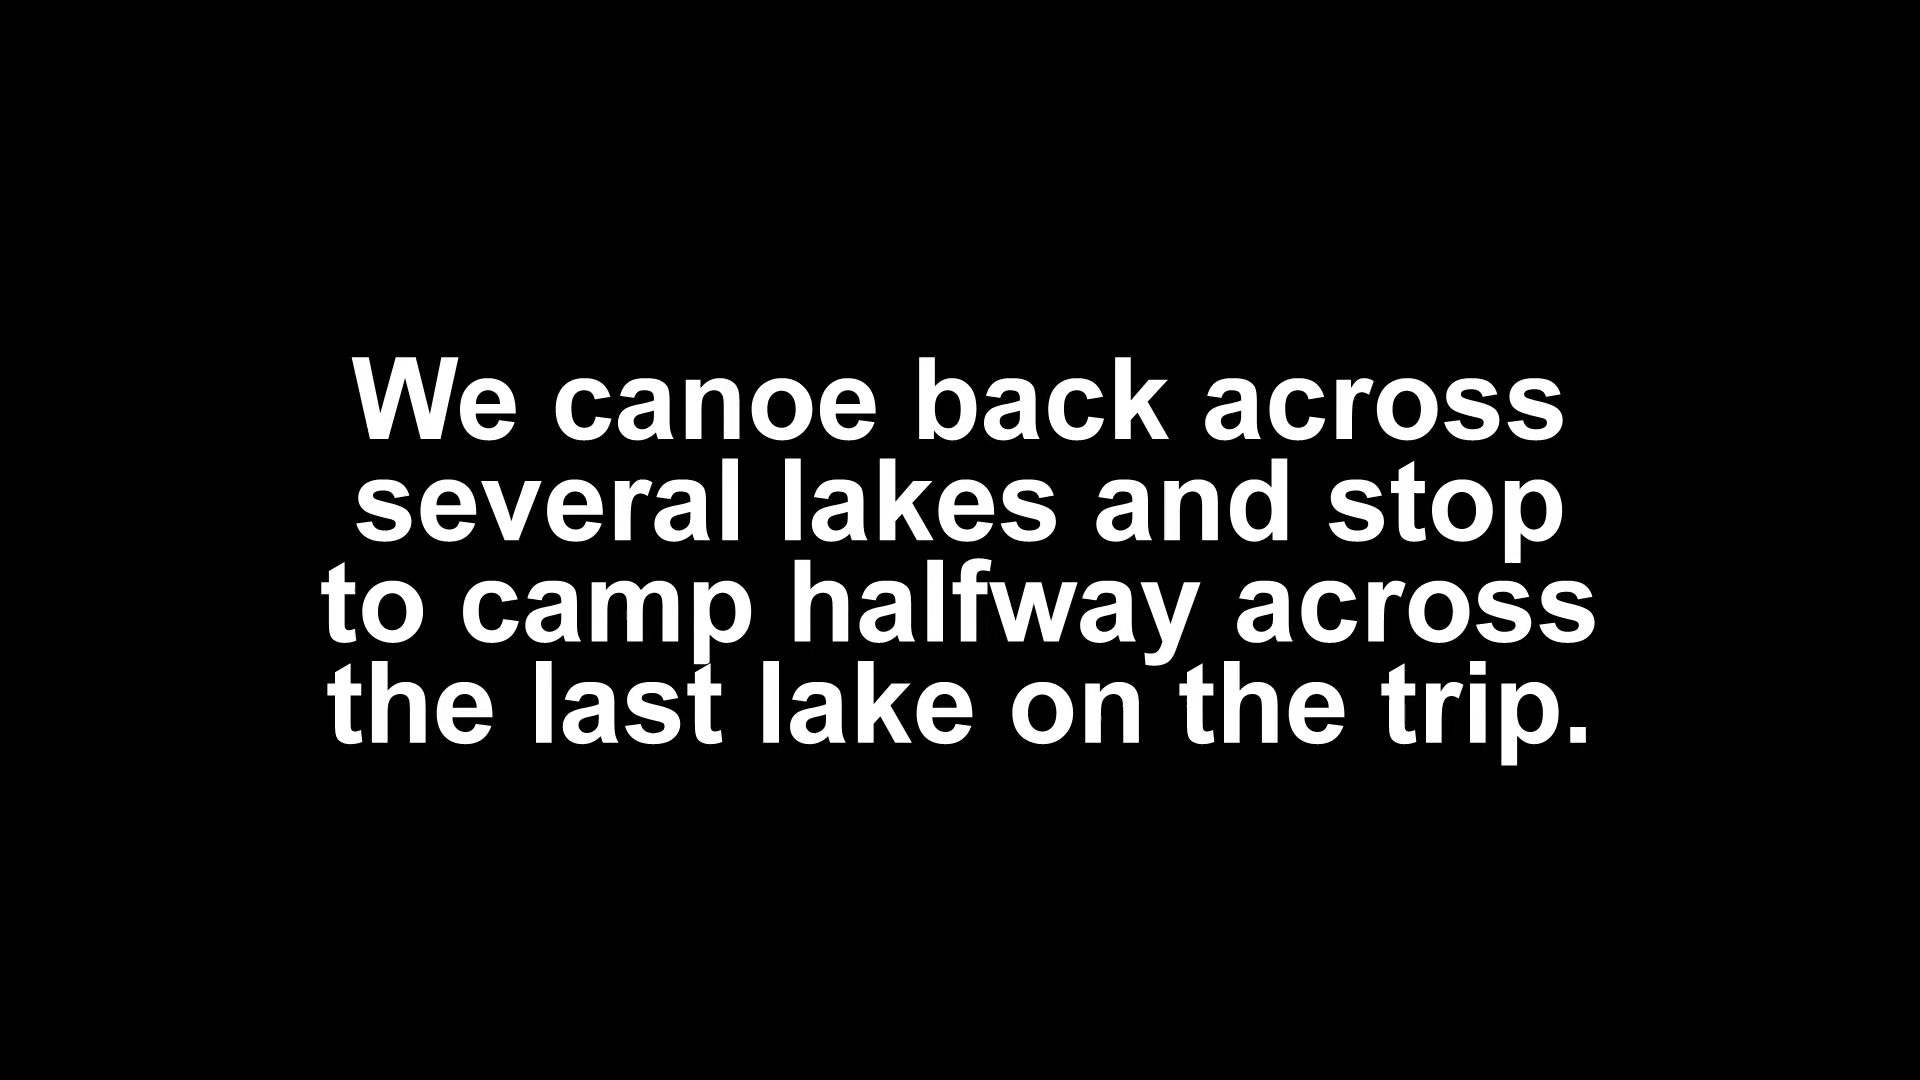 We canoe back across
several lakes and stop
to camp halfway across
the last lake on the trip.